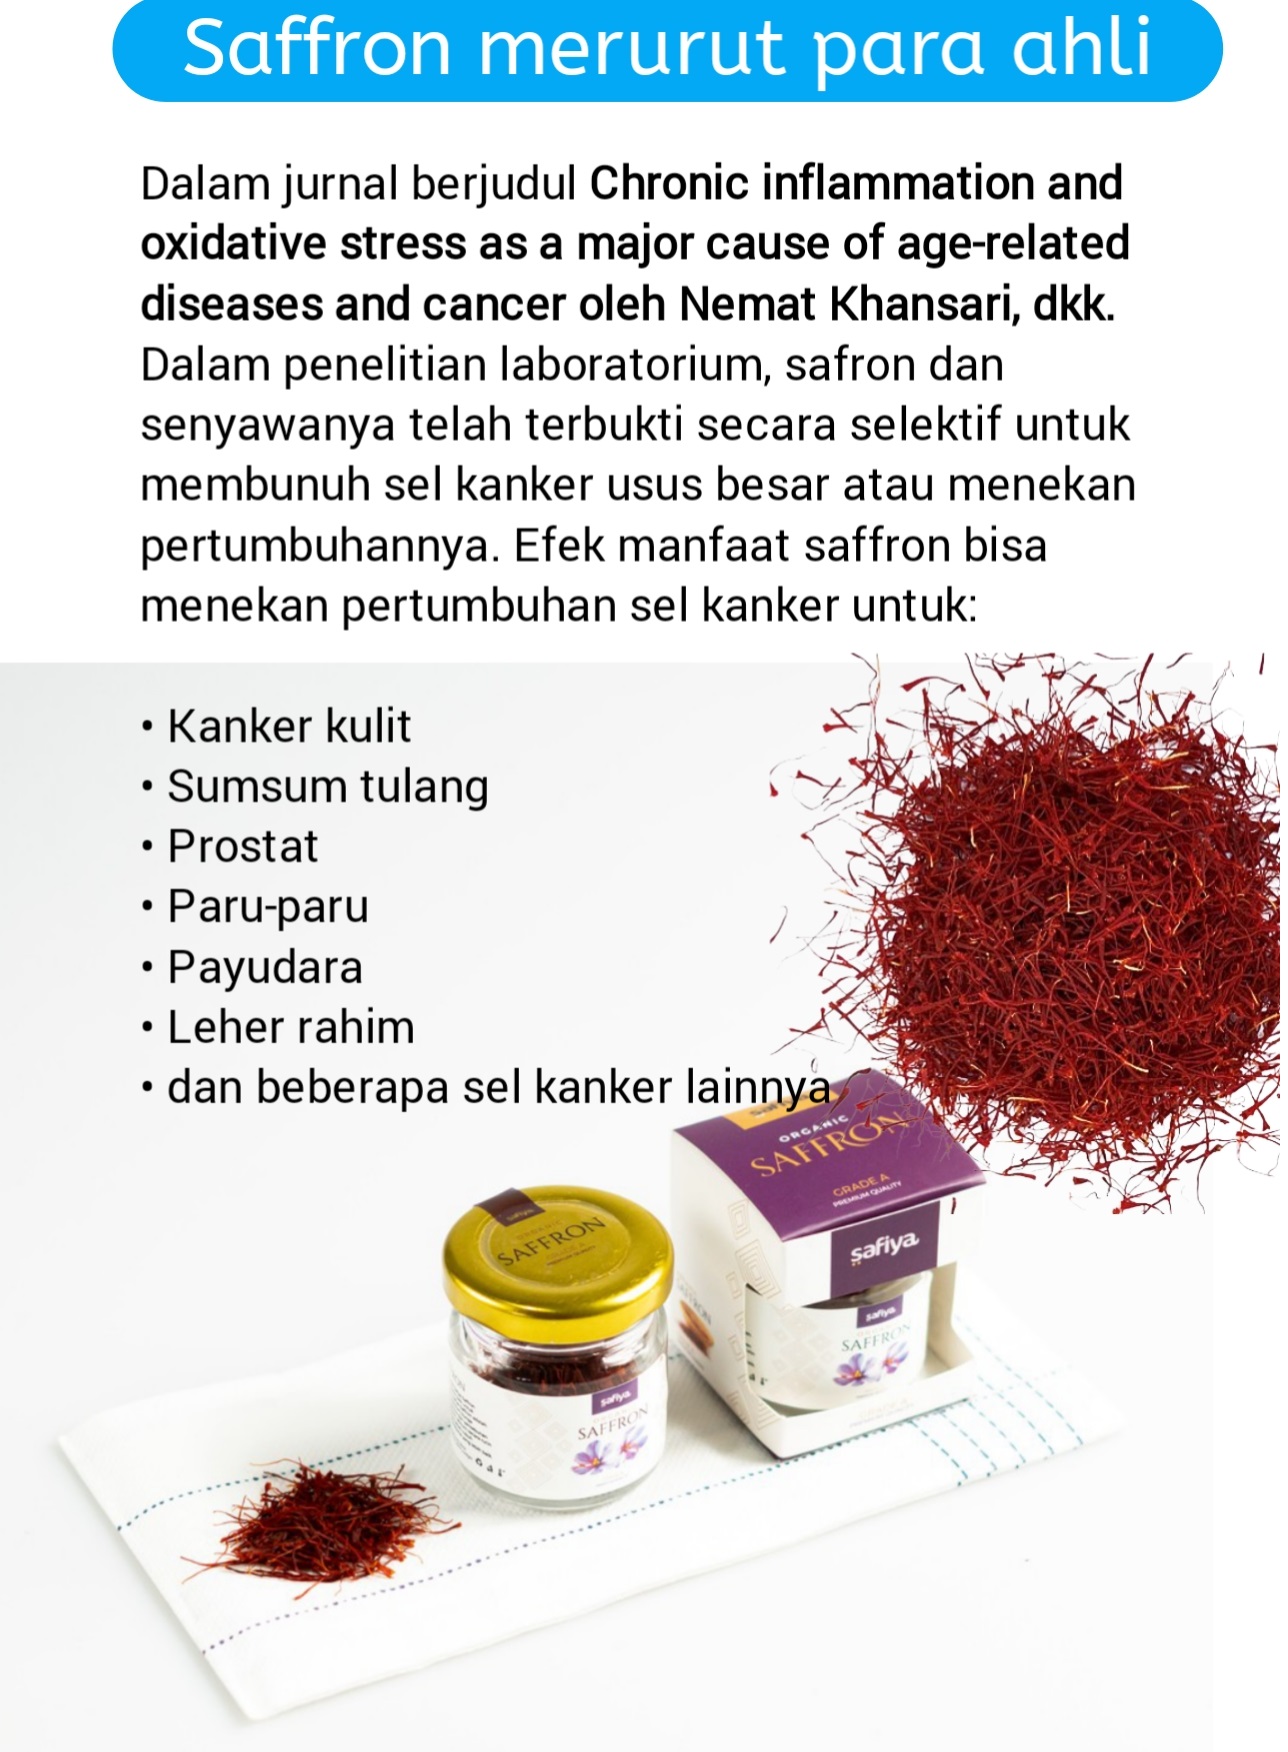 Saffron merurut para ahli
Dalam jurnal berjudul Chronic inflammation and
oxidative stress as a major cause of age-related
diseases and cancer oleh Nemat Khansari, dkk.
Dalam penelitian laboratorium, safron dan
senyawanya telah terbukti secara selektif untuk
membunuh sel kanker usus besar atau menekan
pertumbuhannya. Efek manfaat saffron bisa
menekan pertumbuhan sel kanker untuk:
• Kanker kulit
• Sumsum tulang
• Prostat
• Paru-paru
• Payudara
• Leher rahim
• dan beberapa sel kanker lainnya
ORGANIC
SAFFRON
GRADE A
PREMIUM QUALITY
safiya
safiya
SAFFRON
safiya
SAFFRON
safiya
SAFFRON